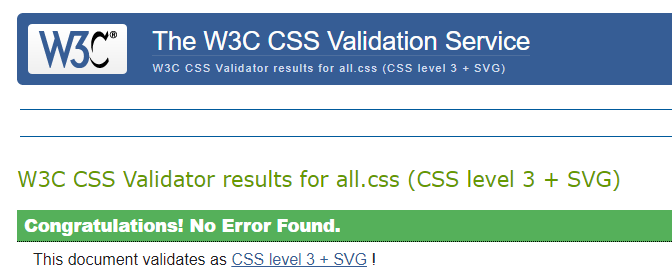 W3C®
The W3C CSS Validation Service
W3C CSS Validator results for all.css (CSS level 3 + SVG)
W3C CSS Validator results for all.css (CSS level 3 + SVG)
Congratulations! No Error Found.
This document validates as CSS level 3 + SVG !